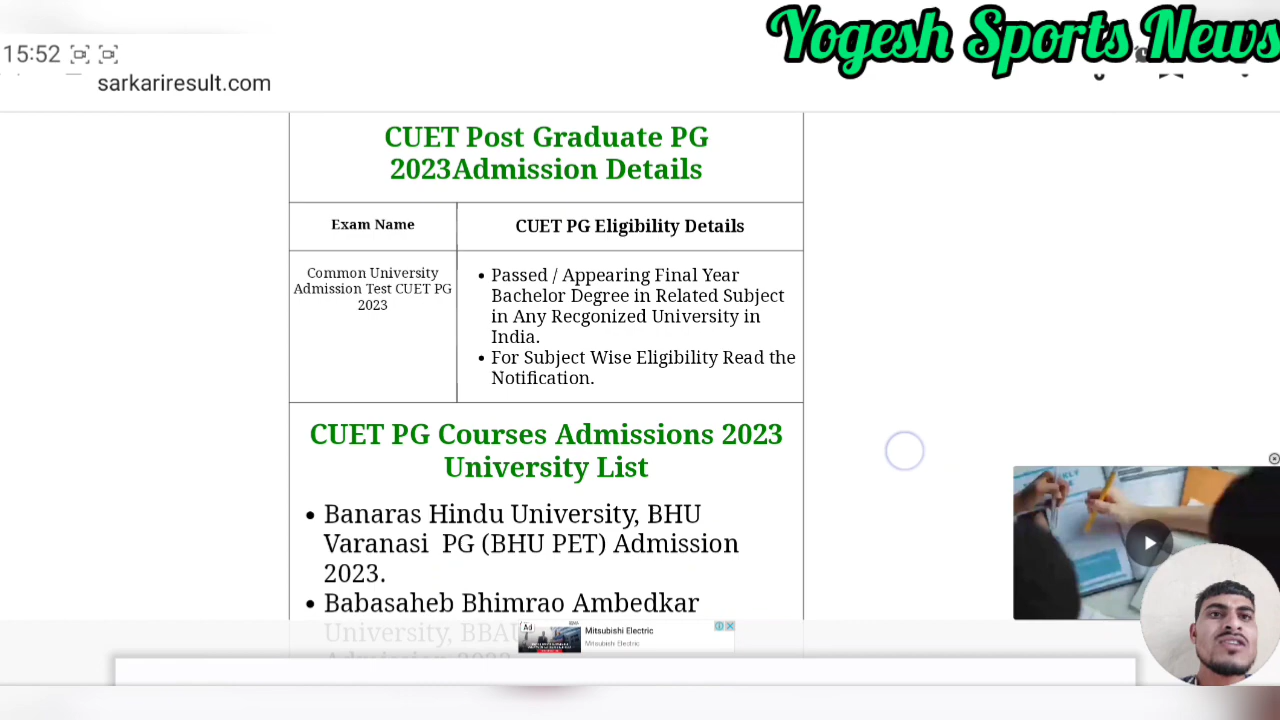 Yogesh Sports News
15:52
sarkariresult.com
CUET Post Graduate PG
2023Admission Details
Exam Name
CUET PG Eligibility Details
Common University
Admission Test CUET PG
2023
• Passed / Appearing Final Year
Bachelor Degree in Related Subject
in Any Recgonized University in
India.
• For Subject Wise Eligibility Read the
Notification.
CUET PG Courses Admissions 2023
University List
• Banaras Hindu University, BHU
Varanasi PG (BHU PET) Admission
2023.
• Babasaheb Bhimrao Ambedkar
University, BBAU
Admission 2023
Ad
Mitsubishi Electric
Mitsubishi Electric